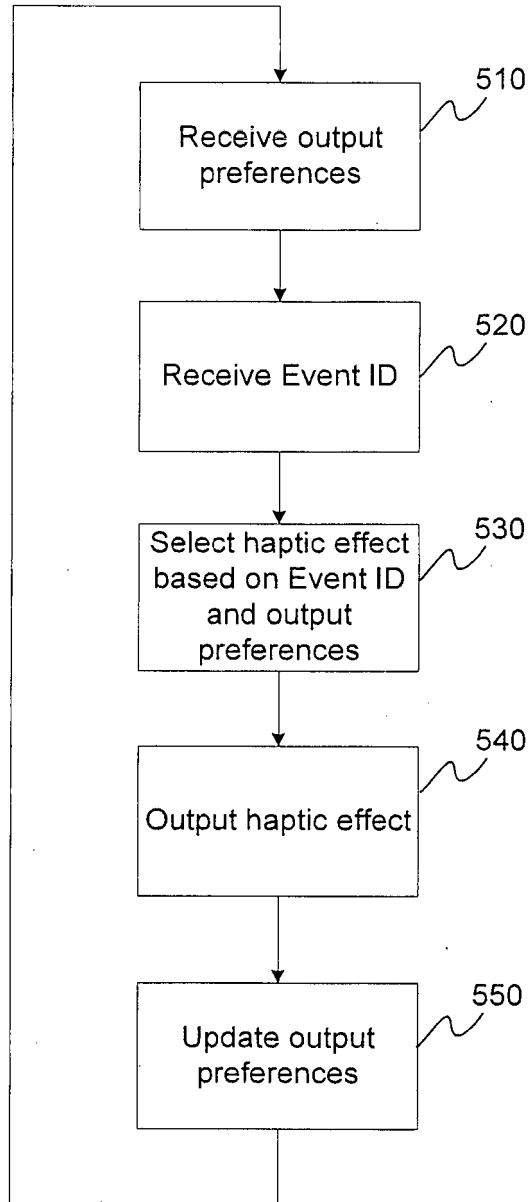 510
Receive output
preferences
520
Receive Event ID
530
Select haptic effect
based on Event ID
and output
preferences
540
Output haptic effect
550
Update output
preferences